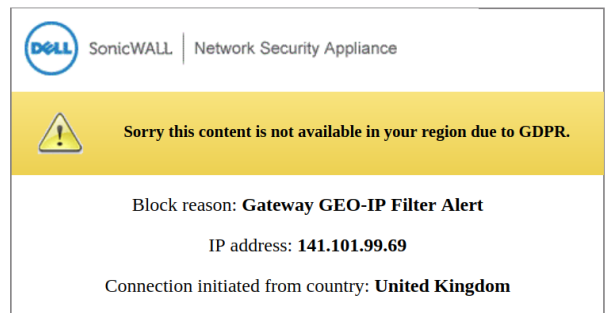 DELL SonicWALL | Network Security Appliance
Sorry this content is not available in your region due to GDPR.
Block reason: Gateway GEO-IP Filter Alert
IP address: 141.101.99.69
Connection initiated from country: United Kingdom